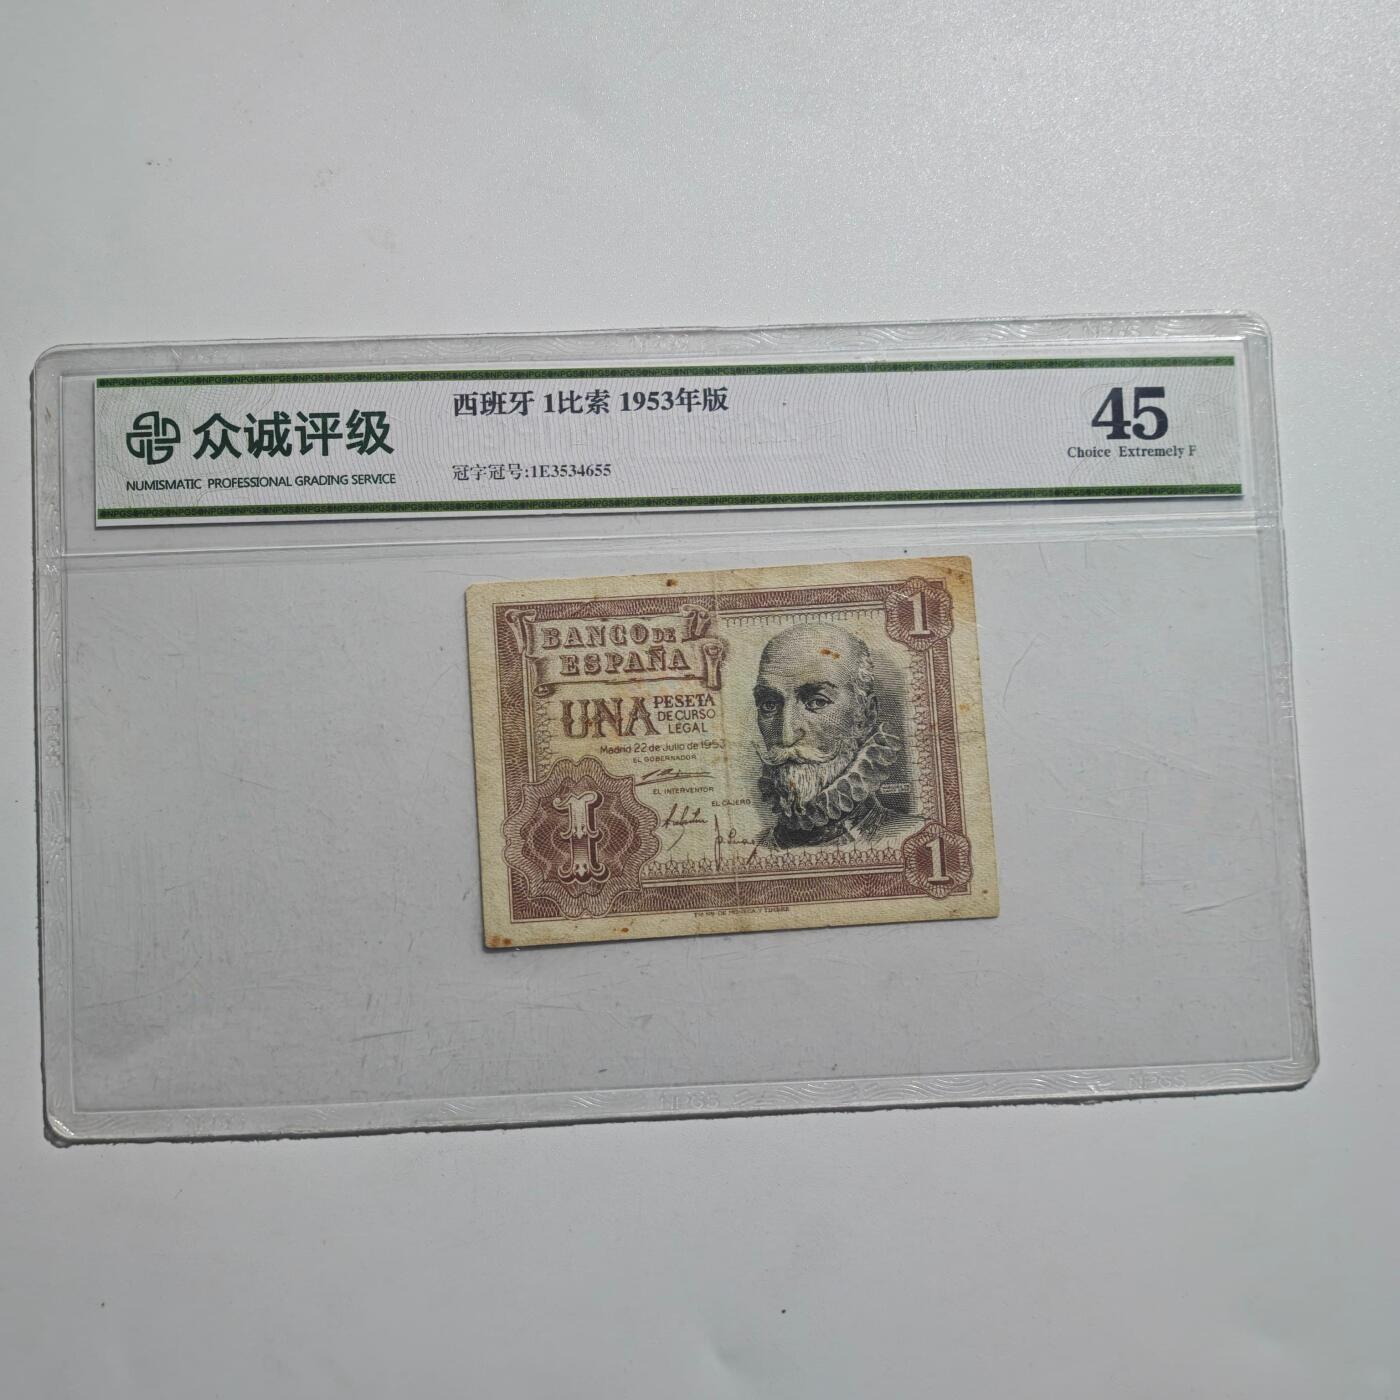 众诚评级
NUMISMATIC PROFESSIONAL GRADING SERVICE
西班牙 1比索 1953年版
冠字冠号:1E3534655
45
Choice Extremely F
BANCO DE
ESPAÑA
UNA PESETA
DE CURSO
LEGAL
Madrid 22 de Julio de 1953
EL GOBERNADOR
EL INTERVENTOR
EL CAJERO
1
1
1
NPGS
NPGS